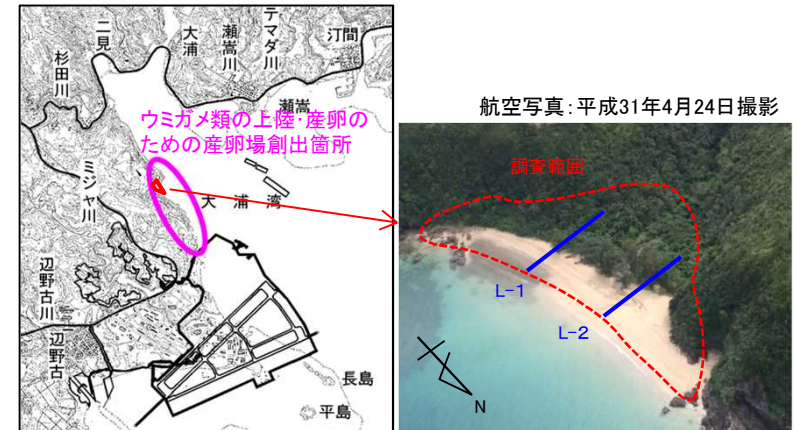 二見
大浦
瀬嵩川
テマダ川
汀間
杉田川
瀬嵩
ウミガメ類の上陸・産卵の
ための産卵場創出箇所
ミジャ川
大浦湾
辺野古川
辺野古
長島
平島
航空写真：平成31年4月24日撮影
調査範囲
L-1
L-2
N